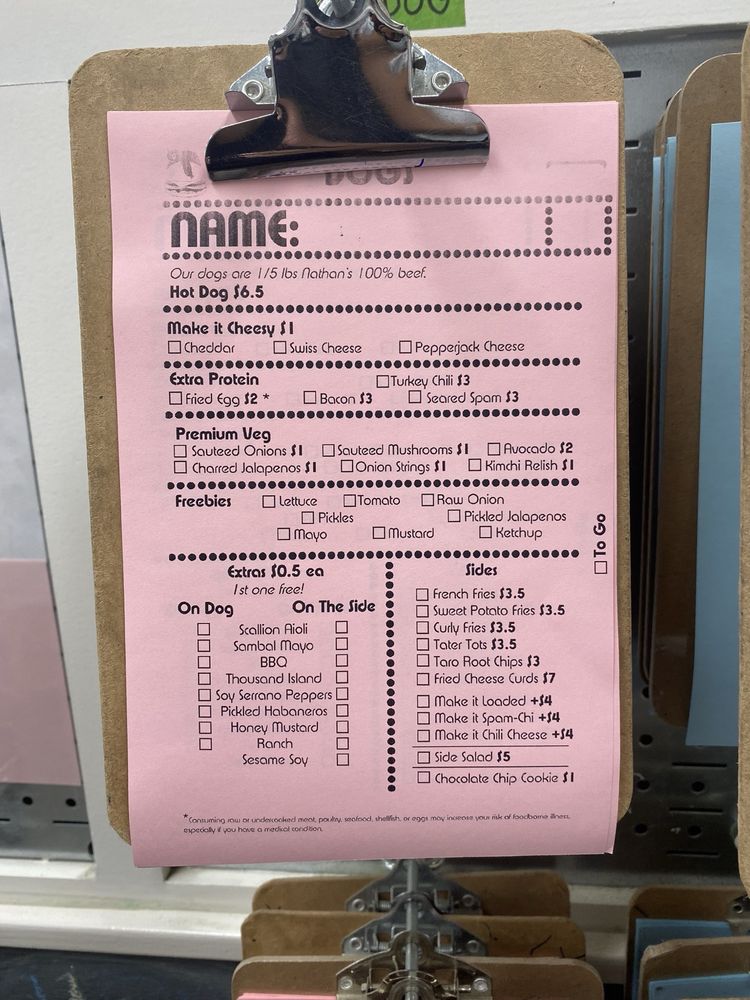 DOGS
NAME:
Our dogs are 1/5 lbs Nathan's 100% beef.
Hot Dog $6.5
Make it Cheesy $1
Cheddar Swiss Cheese Pepperjack Cheese
Extra Protein Turkey Chili $3
Fried Egg $2 * Bacon $3 Seared Spam $3
Premium Veg
Sauteed Onions $1 Sauteed Mushrooms $1 Avocado $2
Charred Jalapenos $1 Onion Strings $1 Kimchi Relish $1
Freebies Lettuce Tomato Raw Onion
Pickles Pickled Jalapenos
Mayo Mustard Ketchup
To Go
Extras $0.5 ea
1st one free!
On Dog On The Side
Scallion Aioli
Sambal Mayo
BBQ
Thousand Island
Soy Serrano Peppers
Pickled Habaneros
Honey Mustard
Ranch
Sesame Soy
Sides
French Fries $3.5
Sweet Potato Fries $3.5
Curly Fries $3.5
Tater Tots $3.5
Taro Root Chips $3
Fried Cheese Curds $7
Make it Loaded +$4
Make it Spam-Chi +$4
Make it Chili Cheese +$4
Side Salad $5
Chocolate Chip Cookie $1
*Consuming raw or undercooked meat, poultry, seafood, shellfish, or eggs may increase your risk of foodborne illness,
especially if you have a medical condition.